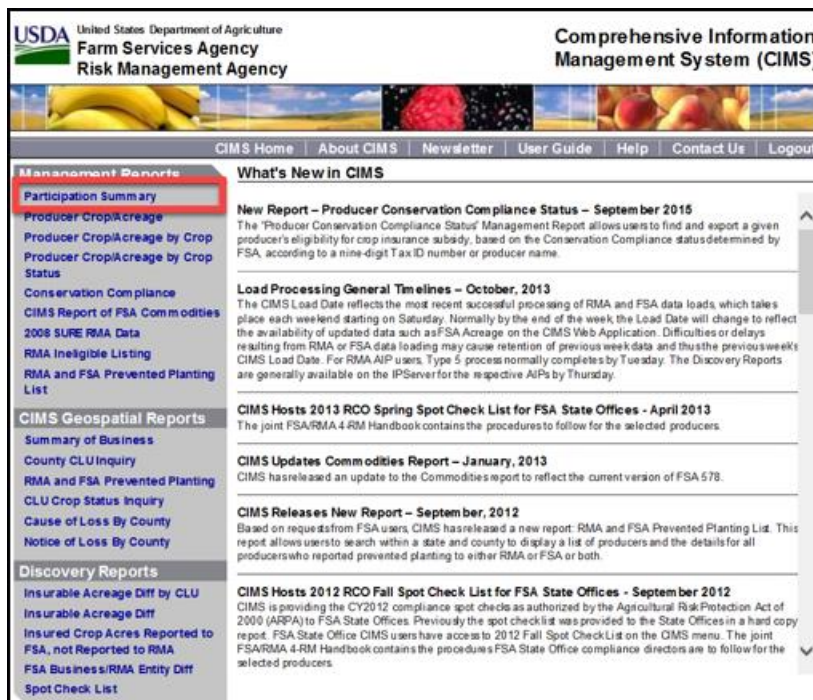 USDA United States Department of Agriculture
Farm Services Agency
Risk Management Agency
Comprehensive Information
Management System (CIMS)
CIMS Home | About CIMS | Newsletter | User Guide | Help | Contact Us | Logout
Management Reports
Participation Summary
Producer Crop/Acreage
Producer Crop/Acreage by Crop
Producer Crop/Acreage by Crop
Status
Conservation Compliance
CIMS Report of FSA Commodities
2008 SURE RMA Data
RMA Ineligible Listing
RMA and FSA Prevented Planting
List
CIMS Geospatial Reports
Summary of Business
County CLU Inquiry
RMA and FSA Prevented Planting
CLU Crop Status Inquiry
Cause of Loss By County
Notice of Loss By County
Discovery Reports
Insurable Acreage Diff by CLU
Insurable Acreage Diff
Insured Crop Acres Reported to
FSA, not Reported to RMA
FSA Business/RMA Entity Diff
Spot Check List
What's New in CIMS
New Report – Producer Conservation Compliance Status – September 2015
The "Producer Conservation Compliance Status" Management Report allows users to find and export a given
producer's eligibility for crop insurance subsidy, based on the Conservation Compliance status determined by
FSA, according to a nine-digit Tax ID number or producer name.
Load Processing General Timelines – October, 2013
The CIMS Load Date reflects the most recent successful processing of RMA and FSA data loads, which takes
place each weekend starting on Saturday. Normally by the end of the week, the Load Date will change to reflect
the availability of updated data such as FSA Acreage on the CIMS Web Application. Difficulties or delays
resulting from RMA or FSA data loading may cause retention of previous week data and thus the previous week's
CIMS Load Date. For RMA AIP users, Type 5 process normally completes by Tuesday. The Discovery Reports
are generally available on the IPServer for the respective AIPs by Thursday.
CIMS Hosts 2013 RCO Spring Spot Check List for FSA State Offices - April 2013
The joint FSA/RMA 4-RM Handbook contains the procedures to follow for the selected producers.
CIMS Updates Commodities Report – January, 2013
CIMS has released an update to the Commodities report to reflect the current version of FSA 578.
CIMS Releases New Report – September, 2012
Based on requests from FSA users, CIMS has released a new report: RMA and FSA Prevented Planting List. This
report allows users to search within a state and county to display a list of producers and the details for all
producers who reported prevented planting to either RMA or FSA or both.
CIMS Hosts 2012 RCO Fall Spot Check List for FSA State Offices - September 2012
CIMS is providing the CY2012 compliance spot checks as authorized by the Agricultural Risk Protection Act of
2000 (ARPA) to FSA State Offices. Previously the spot check list was provided to the State Offices in a hard copy
report. FSA State Office CIMS users have access to 2012 Fall Spot Check List on the CIMS menu. The joint
FSA/RMA 4-RM Handbook contains the procedures FSA State Office compliance directors are to follow for the
selected producers.